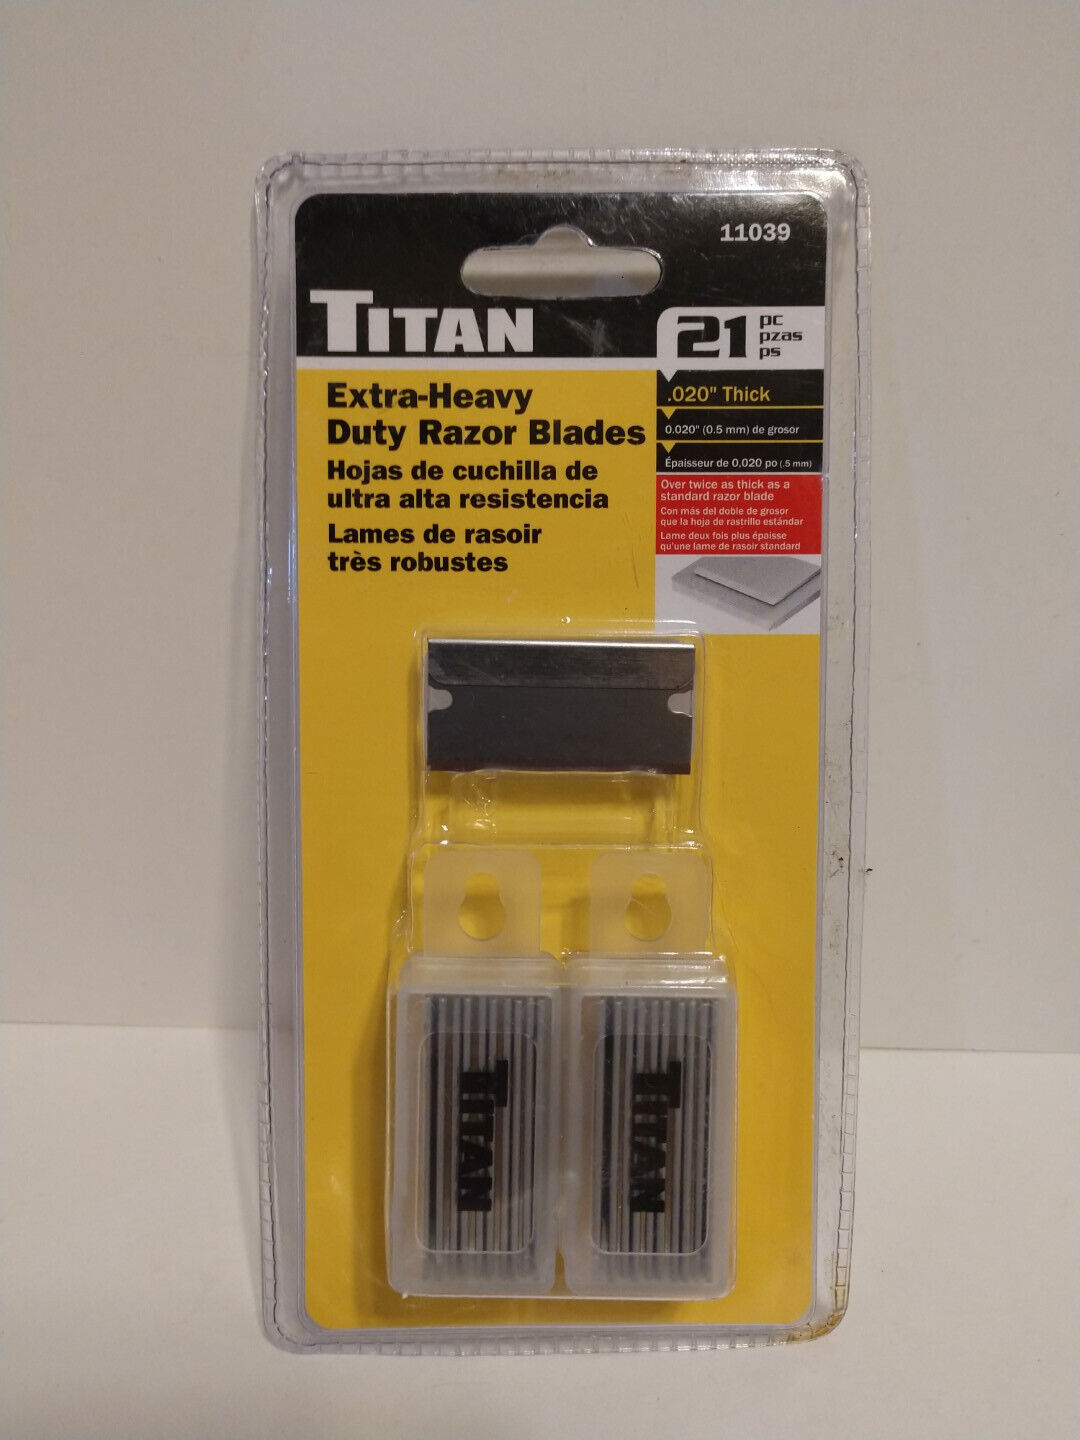 11039
TITAN
21 pc
pzas
ps
Extra-Heavy
Duty Razor Blades
Hojas de cuchilla de
ultra alta resistencia
Lames de rasoir
très robustes
.020" Thick
0.020" (0.5 mm) de grosor
Épaisseur de 0,020 po (.5 mm)
Over twice as thick as a
standard razor blade
Con más del doble de grosor
que la hoja de rastrillo estándar
Lame deux fois plus épaisse
qu'une lame de rasoir standard
TITAN
TITAN